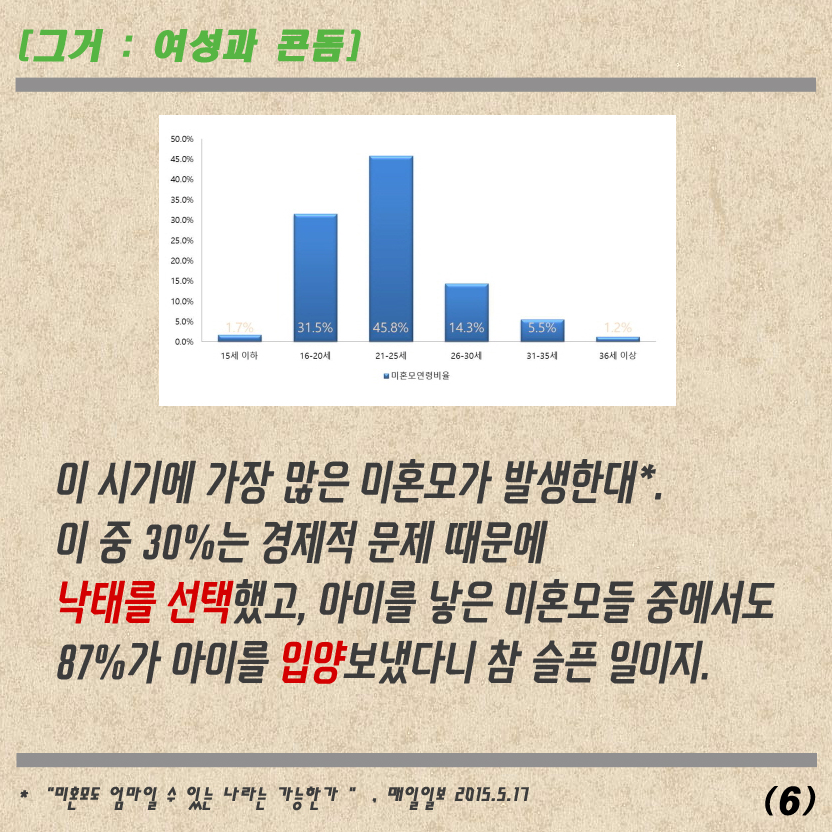 [그거 : 여성과 콘돔]
50.0%
45.0%
40.0%
35.0%
30.0%
25.0%
20.0%
15.0%
10.0%
5.0%
0.0%
1.7% 31.5% 45.8% 14.3% 5.5% 1.2%
15세 이하 16-20세 21-25세 26-30세 31-35세 36세 이상
미혼모연령비율
이 시기에 가장 많은 미혼모가 발생한대*.
이 중 30%는 경제적 문제 때문에
낙태를 선택했고, 아이를 낳은 미혼모들 중에서도
87%가 아이를 입양보냈다니 참 슬픈 일이지.
* "미혼모도 엄마일 수 있는 나라는 가능한가 " , 매일일보 2015.5.17
(6)